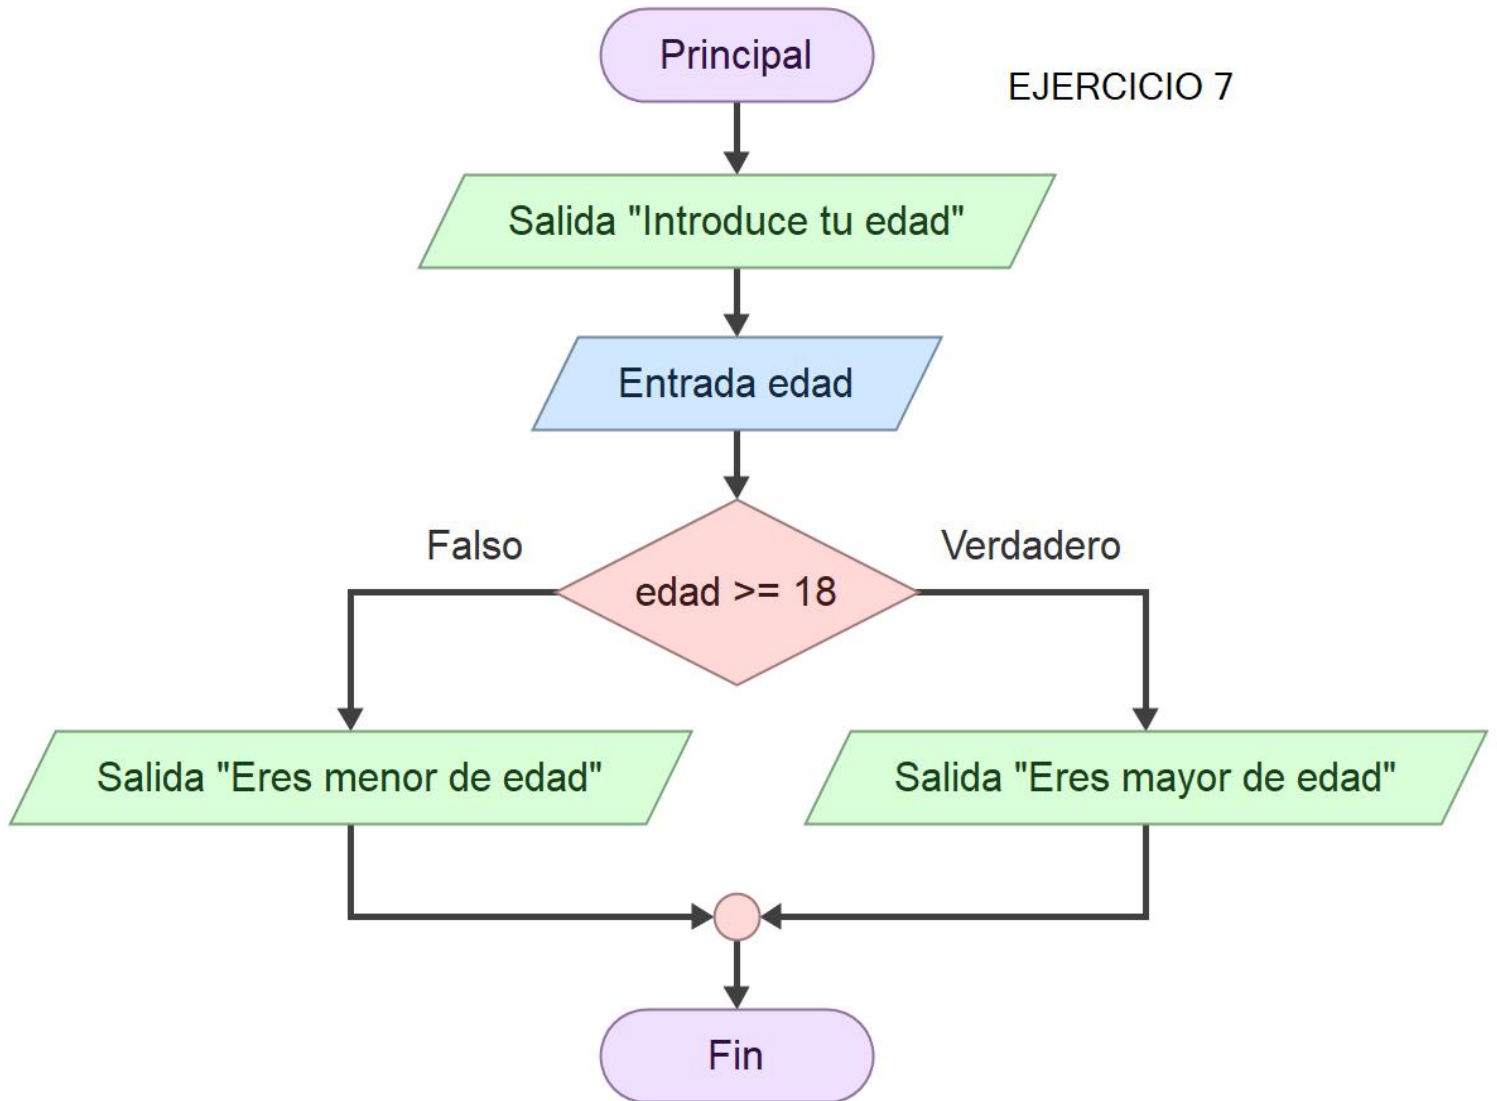 Principal
EJERCICIO 7
Salida "Introduce tu edad"
Entrada edad
Falso
Verdadero
edad >= 18
Salida "Eres menor de edad"
Salida "Eres mayor de edad"
Fin